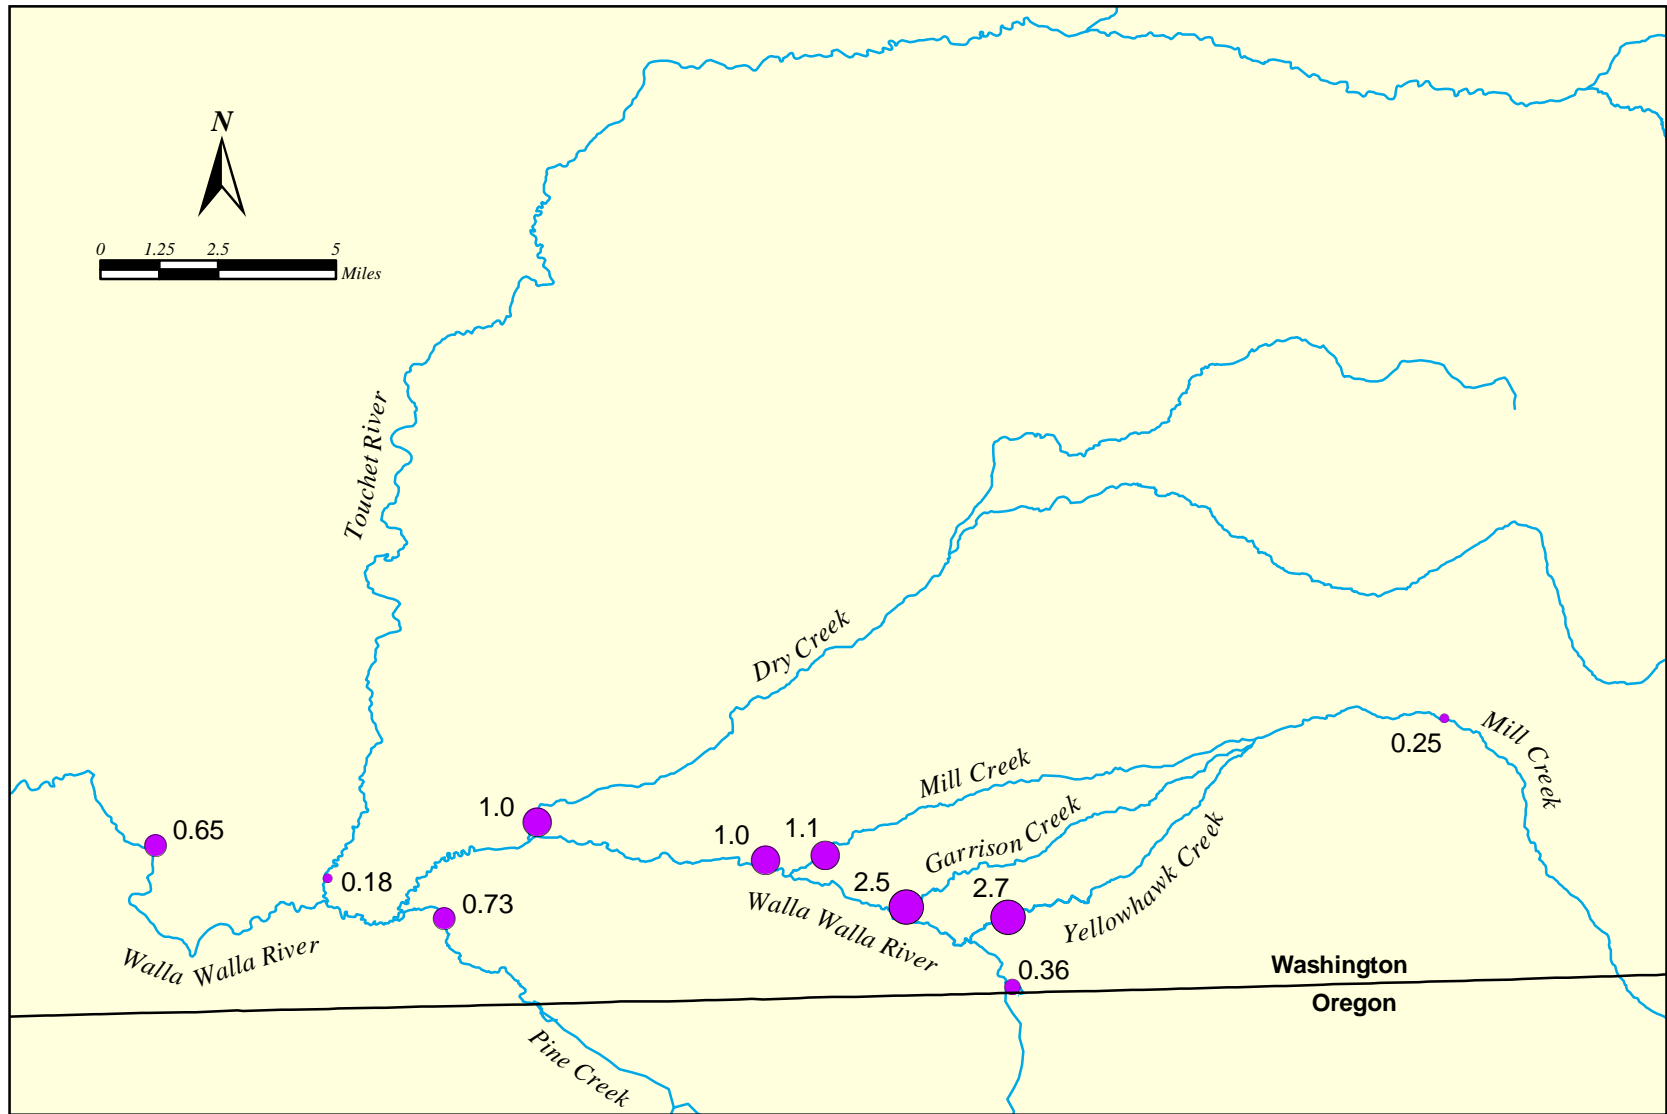 N
0 1.25 2.5 5
Miles
Touchet River
Dry Creek
Mill Creek
0.25
Mill Creek
Garrison Creek
Yellowhawk Creek
1.0
1.0
1.1
0.65
0.18
0.73
2.5
2.7
Walla Walla River
Walla Walla River
0.36
Washington
Oregon
Pine Creek